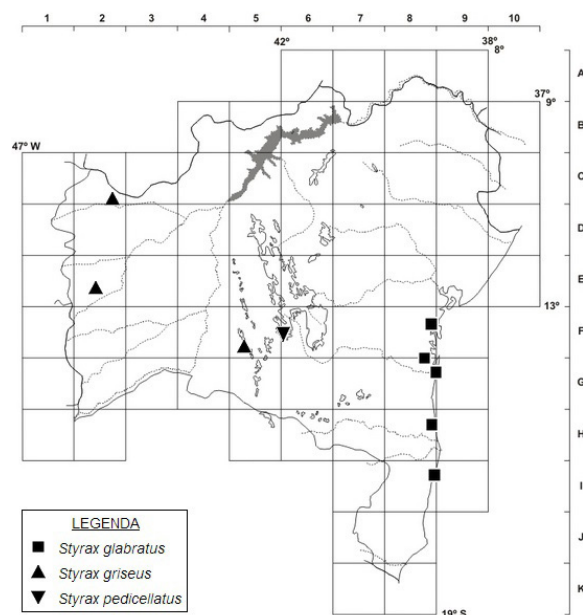 1 2 3 4 5 6 7 8 9 10
42° 38°
8°
A
37°
9°
B
47° W
C
D
E
13°
F
G
H
I
J
K
19° S
LEGENDA
Styrax glabratus
Styrax griseus
Styrax pedicellatus